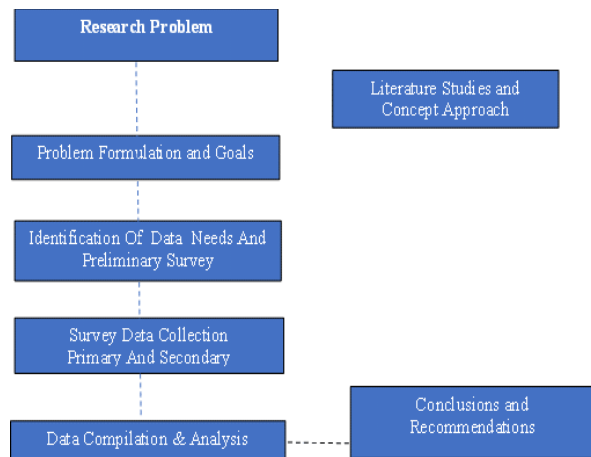 Research Problem
Literature Studies and
Concept Approach
Problem Formulation and Goals
Identification Of Data Needs And
Preliminary Survey
Survey Data Collection
Primary And Secondary
Data Compilation & Analysis
Conclusions and
Recommendations